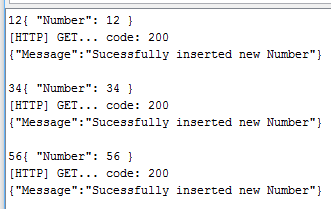 12{ "Number": 12 }
[HTTP] GET... code: 200
{"Message":"Sucessfully inserted new Number"}
34{ "Number": 34 }
[HTTP] GET... code: 200
{"Message":"Sucessfully inserted new Number"}
56{ "Number": 56 }
[HTTP] GET... code: 200
{"Message":"Sucessfully inserted new Number"}